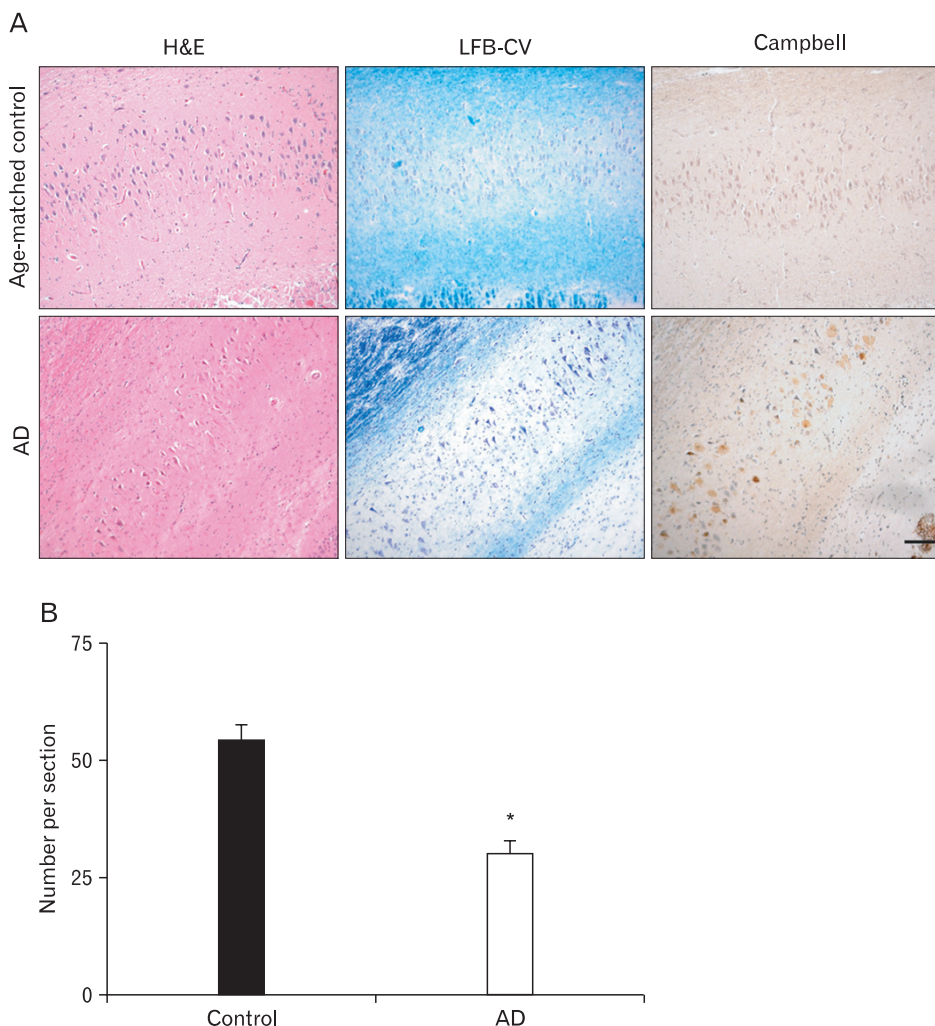 A
H&E LFB-CV Campbell
Age-matched control
AD
B
75
50
25
0
Number per section
*
Control AD